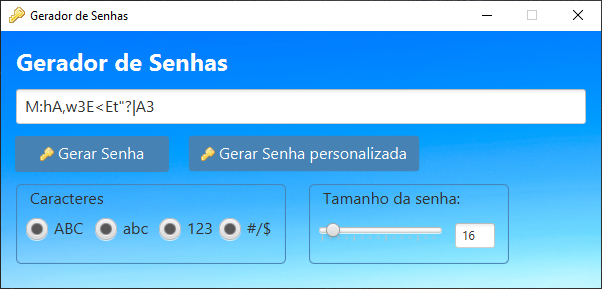 Gerador de Senhas
Gerador de Senhas
M:hA,w3E<Et"?|A3
Gerar Senha
Gerar Senha personalizada
Caracteres
Tamanho da senha:
ABC
abc
123
#/$
16